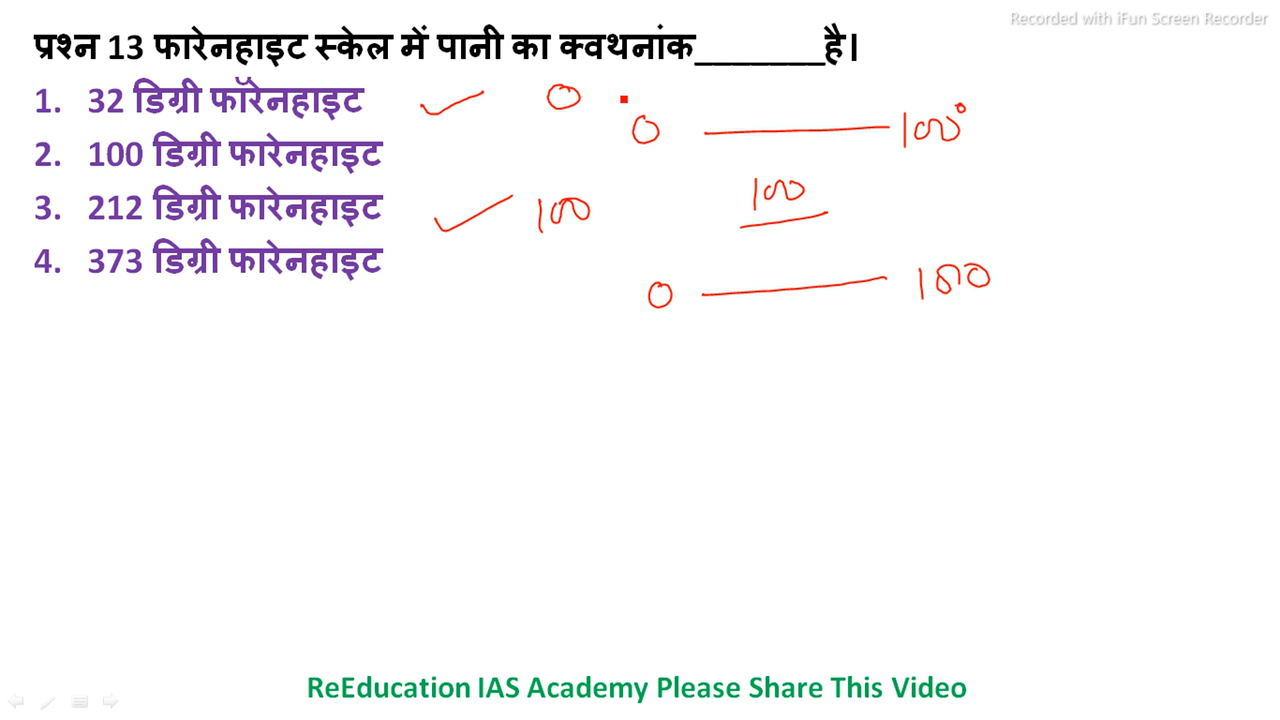 Recorded with iFun Screen Recorder
प्रश्न 13 फारेनहाइट स्केल में पानी का क्वथनांक_______है।
1. 32 डिग्री फॉरेनहाइट
0
0 100°
2. 100 डिग्री फारेनहाइट
100
3. 212 डिग्री फारेनहाइट
100
4. 373 डिग्री फारेनहाइट
0 100
ReEducation IAS Academy Please Share This Video